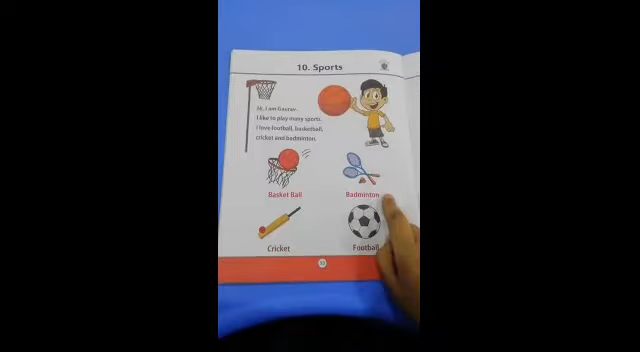 10. Sports
Hi, I am Gaurav.
I like to play many sports.
I love football, basketball,
cricket and badminton.
Basket Ball
Badminton
Cricket
Football